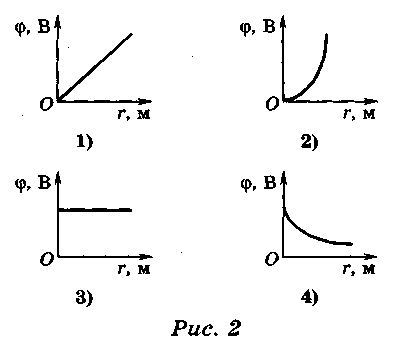 φ, В
φ, В
O
r, м
O
r, м
1)
2)
φ, В
φ, В
O
r, м
O
r, м
3)
4)
Рис. 2